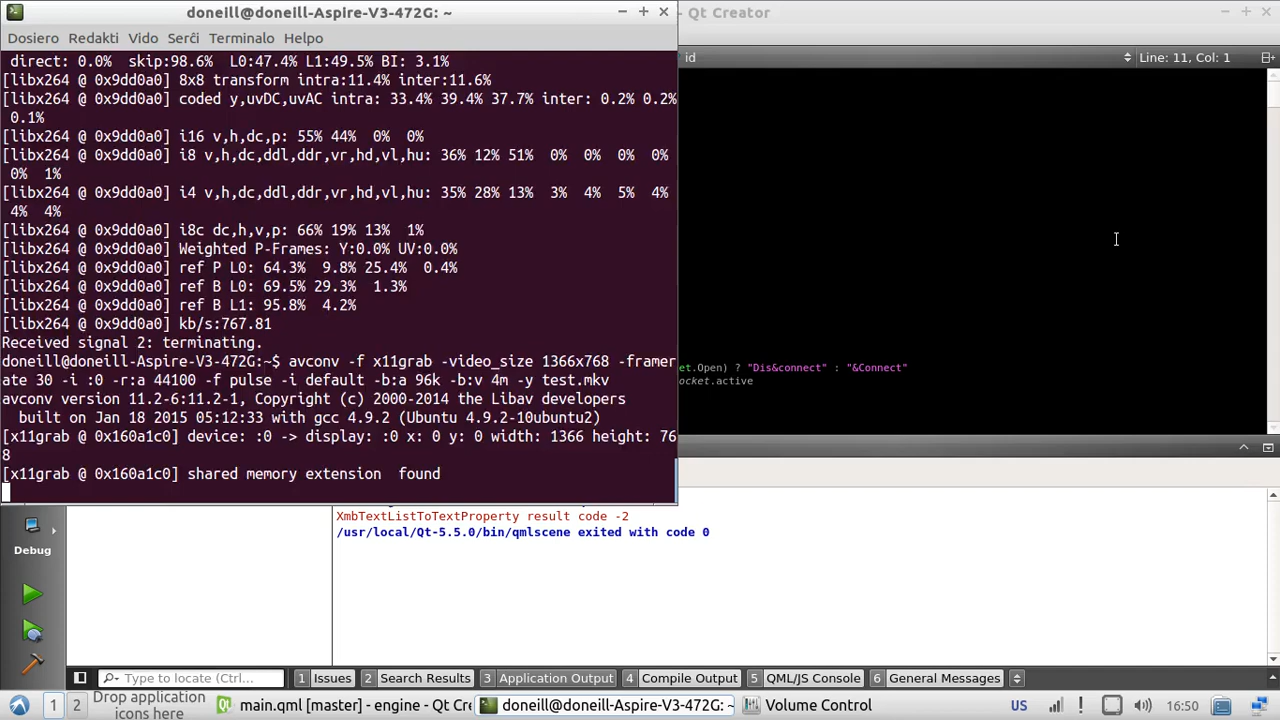 doneill@doneill-Aspire-V3-472G: ~
- Qt Creator
Dosiero Redakti Vido Serĉi Terminalo Helpo
id
Line: 11, Col: 1
direct: 0.0%  skip:98.6%  L0:47.4% L1:49.5% BI: 3.1%
[libx264 @ 0x9dd0a0] 8x8 transform intra:11.4% inter:11.6%
[libx264 @ 0x9dd0a0] coded y,uvDC,uvAC intra: 33.4% 39.4% 37.7% inter: 0.2% 0.2%
0.1%
[libx264 @ 0x9dd0a0] i16 v,h,dc,p: 55% 44%  0%  0%
[libx264 @ 0x9dd0a0] i8 v,h,dc,ddl,ddr,vr,hd,vl,hu: 36% 12% 51%  0%  0%  0%  0%
0%  1%
[libx264 @ 0x9dd0a0] i4 v,h,dc,ddl,ddr,vr,hd,vl,hu: 35% 28% 13%  3%  4%  5%  4%
4%  4%
[libx264 @ 0x9dd0a0] i8c dc,h,v,p: 66% 19% 13%  1%
[libx264 @ 0x9dd0a0] Weighted P-Frames: Y:0.0% UV:0.0%
[libx264 @ 0x9dd0a0] ref P L0: 64.3%  9.8% 25.4%  0.4%
[libx264 @ 0x9dd0a0] ref B L0: 69.5% 29.3%  1.3%
[libx264 @ 0x9dd0a0] ref B L1: 95.8%  4.2%
[libx264 @ 0x9dd0a0] kb/s:767.81
Received signal 2: terminating.
doneill@doneill-Aspire-V3-472G:~$ avconv -f x11grab -video_size 1366x768 -framer
ate 30 -i :0 -r:a 44100 -f pulse -i default -b:a 96k -b:v 4m -y test.mkv
avconv version 11.2-6:11.2-1, Copyright (c) 2000-2014 the Libav developers
built on Jan 18 2015 05:12:33 with gcc 4.9.2 (Ubuntu 4.9.2-10ubuntu2)
[x11grab @ 0x160a1c0] device: :0 -> display: :0 x: 0 y: 0 width: 1366 height: 76
8
[x11grab @ 0x160a1c0] shared memory extension  found
et.Open) ? "Dis&connect" : "&Connect"
ocket.active
XmbTextListToTextProperty result code -2
/usr/local/Qt-5.5.0/bin/qmlscene exited with code 0
Debug
Type to locate (Ctrl+...
1 Issues
2 Search Results
3 Application Output
4 Compile Output
5 QML/JS Console
6 General Messages
1
2
Drop application
icons here
main.qml [master] - engine - Qt Cre
doneill@doneill-Aspire-V3-472G: ~
Volume Control
US
16:50